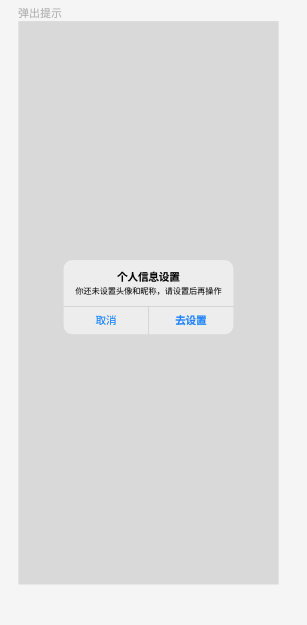 弹出提示
个人信息设置
你还未设置头像和昵称，请设置后再操作
取消
去设置